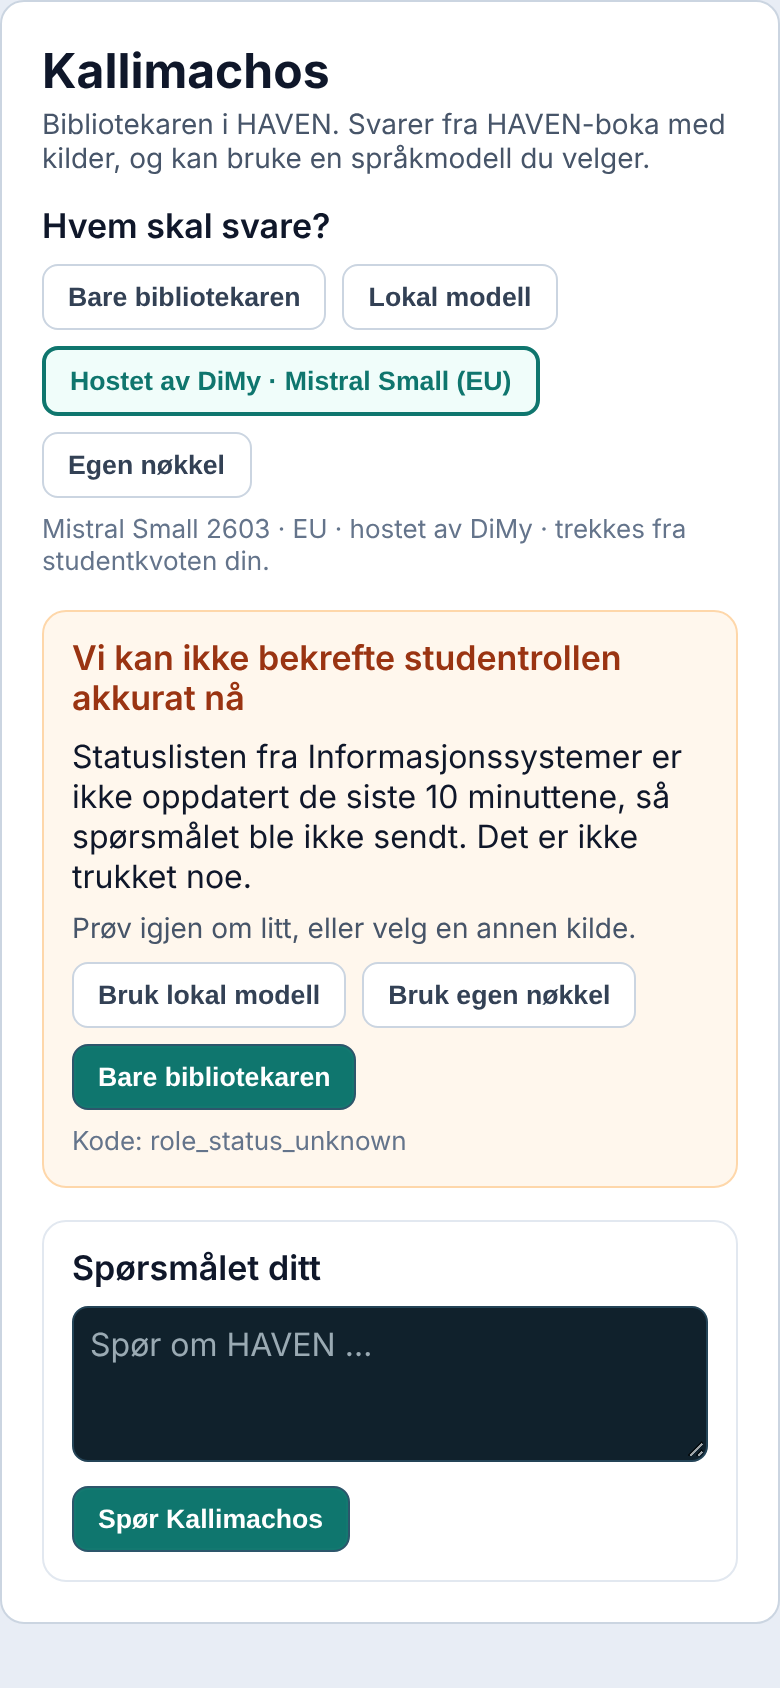 Kallimachos
Bibliotekaren i HAVEN. Svarer fra HAVEN-boka med
kilder, og kan bruke en språkmodell du velger.
Hvem skal svare?
Bare bibliotekaren
Lokal modell
Hostet av DiMy · Mistral Small (EU)
Egen nøkkel
Mistral Small 2603 · EU · hostet av DiMy · trekkes fra
studentkvoten din.
Vi kan ikke bekrefte studentrollen
akkurat nå
Statuslisten fra Informasjonssystemer er
ikke oppdatert de siste 10 minuttene, så
spørsmålet ble ikke sendt. Det er ikke
trukket noe.
Prøv igjen om litt, eller velg en annen kilde.
Bruk lokal modell
Bruk egen nøkkel
Bare bibliotekaren
Kode: role_status_unknown
Spørsmålet ditt
Spør om HAVEN ...
Spør Kallimachos